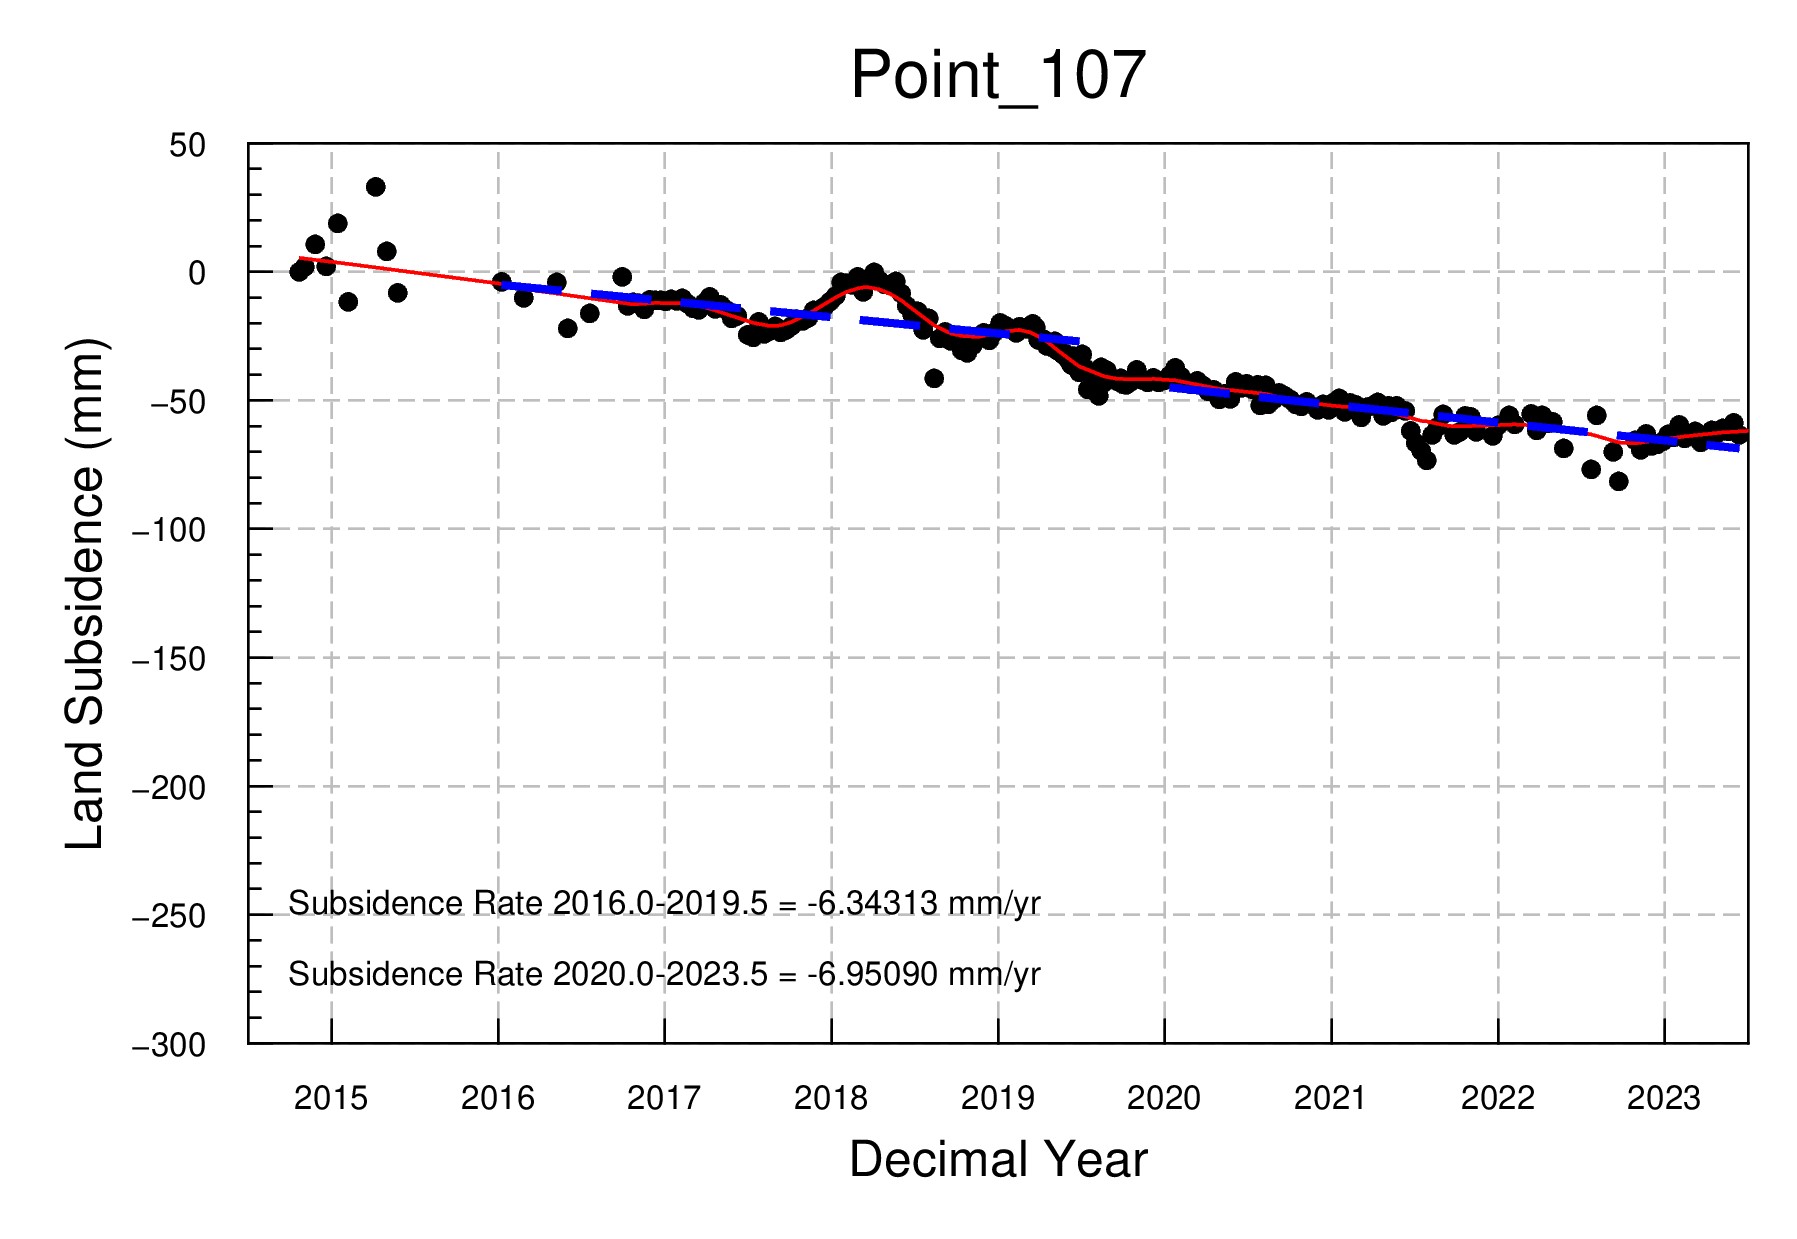 Point_107
50
0
−50
−100
−150
−200
−250
−300
Land Subsidence (mm)
Subsidence Rate 2016.0-2019.5 = -6.34313 mm/yr
Subsidence Rate 2020.0-2023.5 = -6.95090 mm/yr
2015 2016 2017 2018 2019 2020 2021 2022 2023
Decimal Year